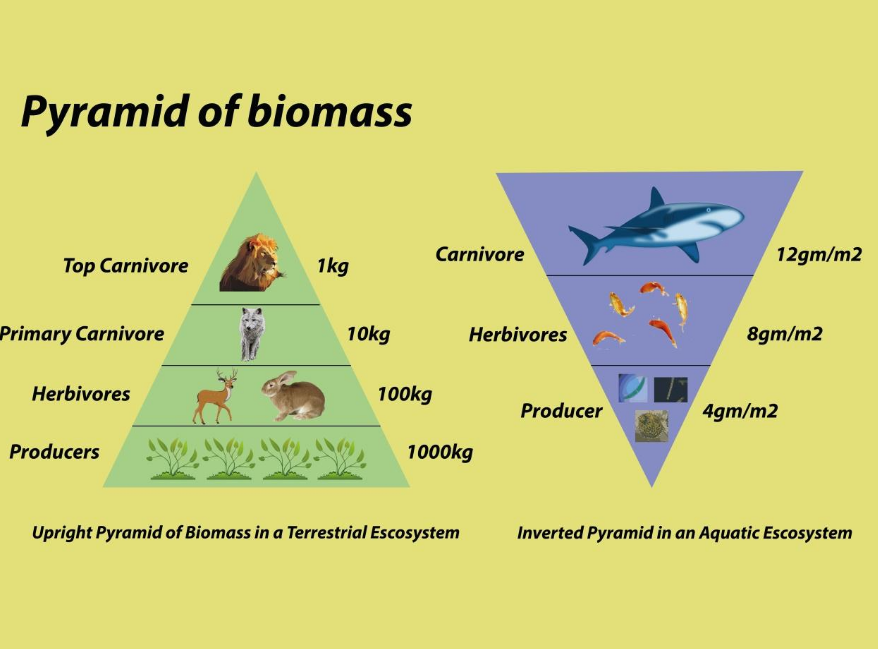 Pyramid of biomass
Top Carnivore 1kg
Primary Carnivore 10kg
Herbivores 100kg
Producers 1000kg
Upright Pyramid of Biomass in a Terrestrial Escosystem
Carnivore 12gm/m2
Herbivores 8gm/m2
Producer 4gm/m2
Inverted Pyramid in an Aquatic Escosystem